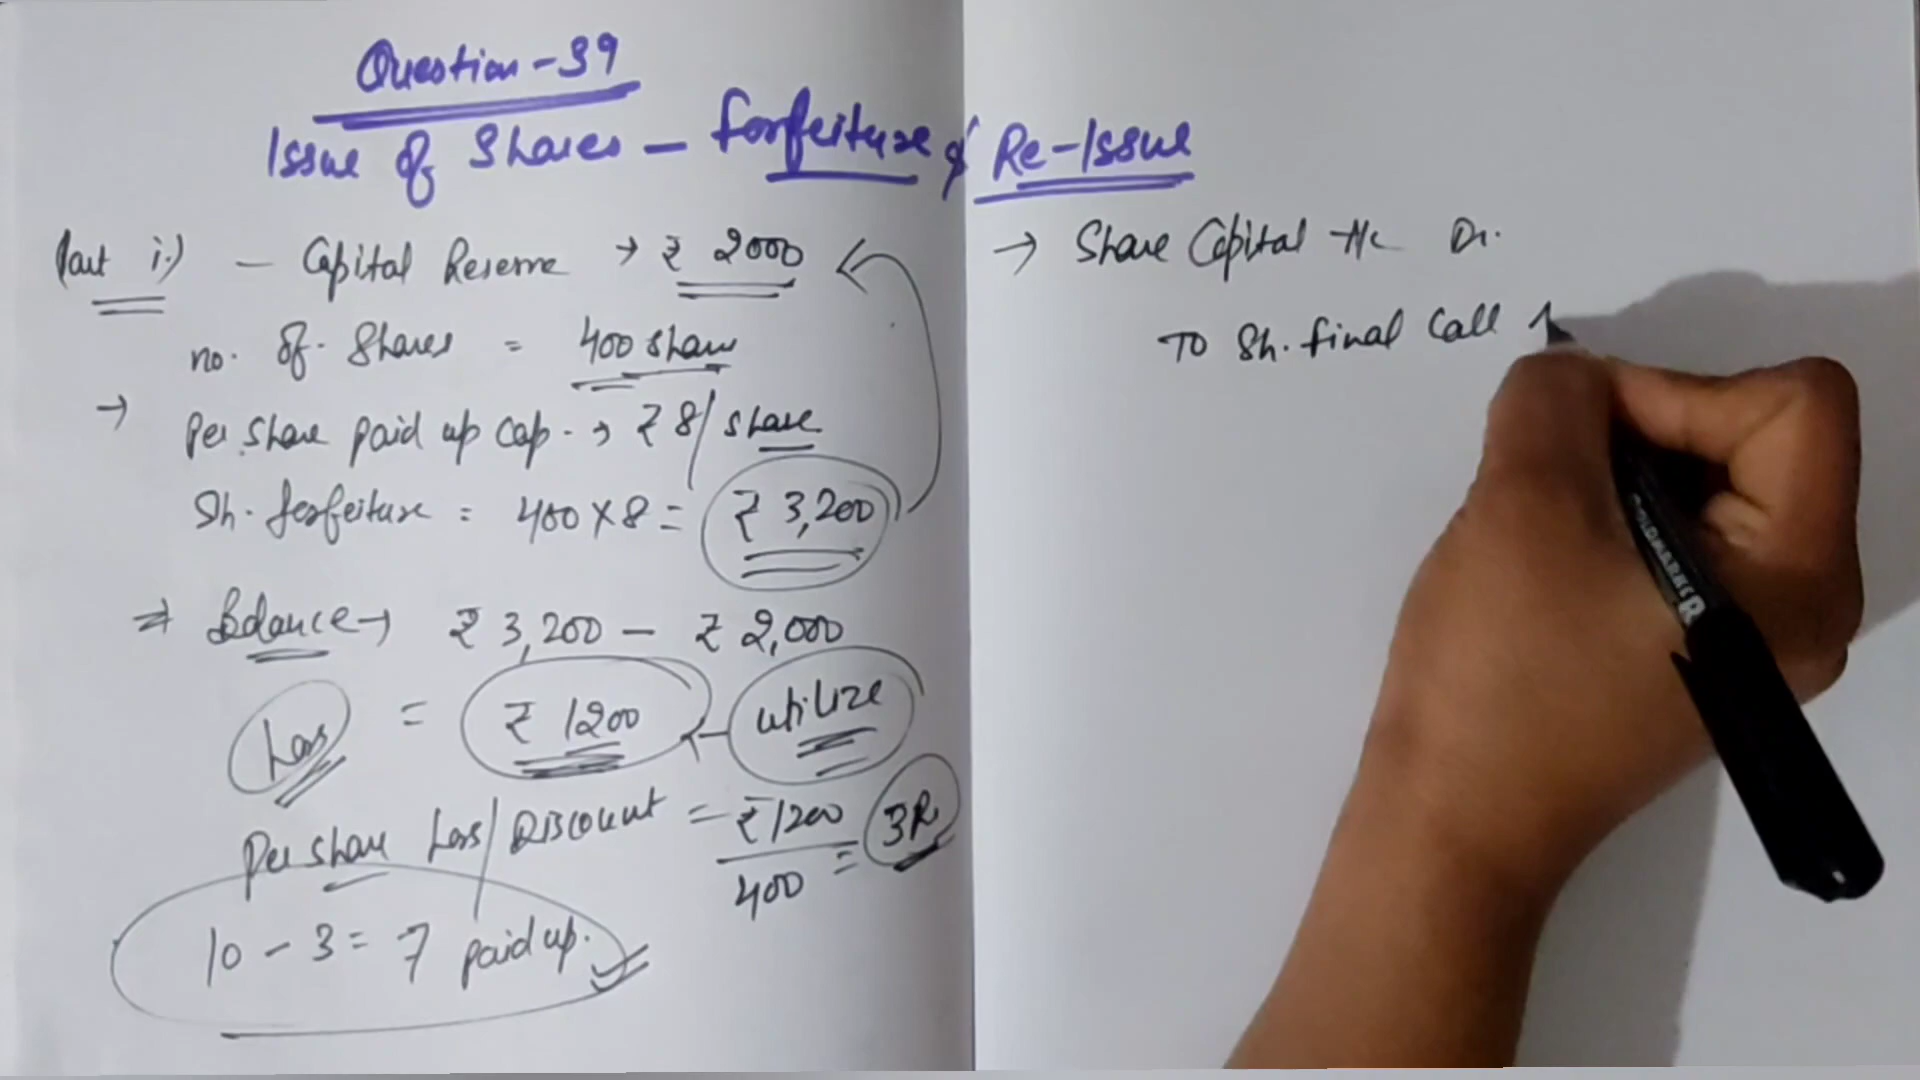 Question-39
Issue of Shares - Forfeiture & Re-Issue
Part i.) - Capital Reserve → ₹ 2000
no. of. Shares = 400 share
→ Per share paid up cap. → ₹ 8/share
Sh. forfeiture = 400 × 8 = ₹ 3,200
⇒ Balance → ₹ 3,200 - ₹ 2,000
Loss = ₹ 1200 ← utilize
Per share Loss/Discount = ₹1200/400 = 3 R
10 - 3 = 7 paid up.
→ Share Capital A/c Dr.
To Sh. final Call
GOLDMARKER